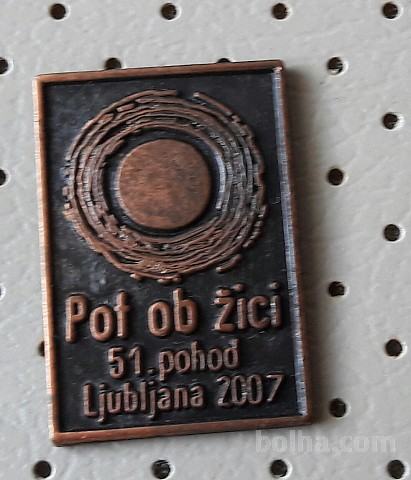 Pot ob žici
51. pohod
Ljubljana 2007
bolha.com